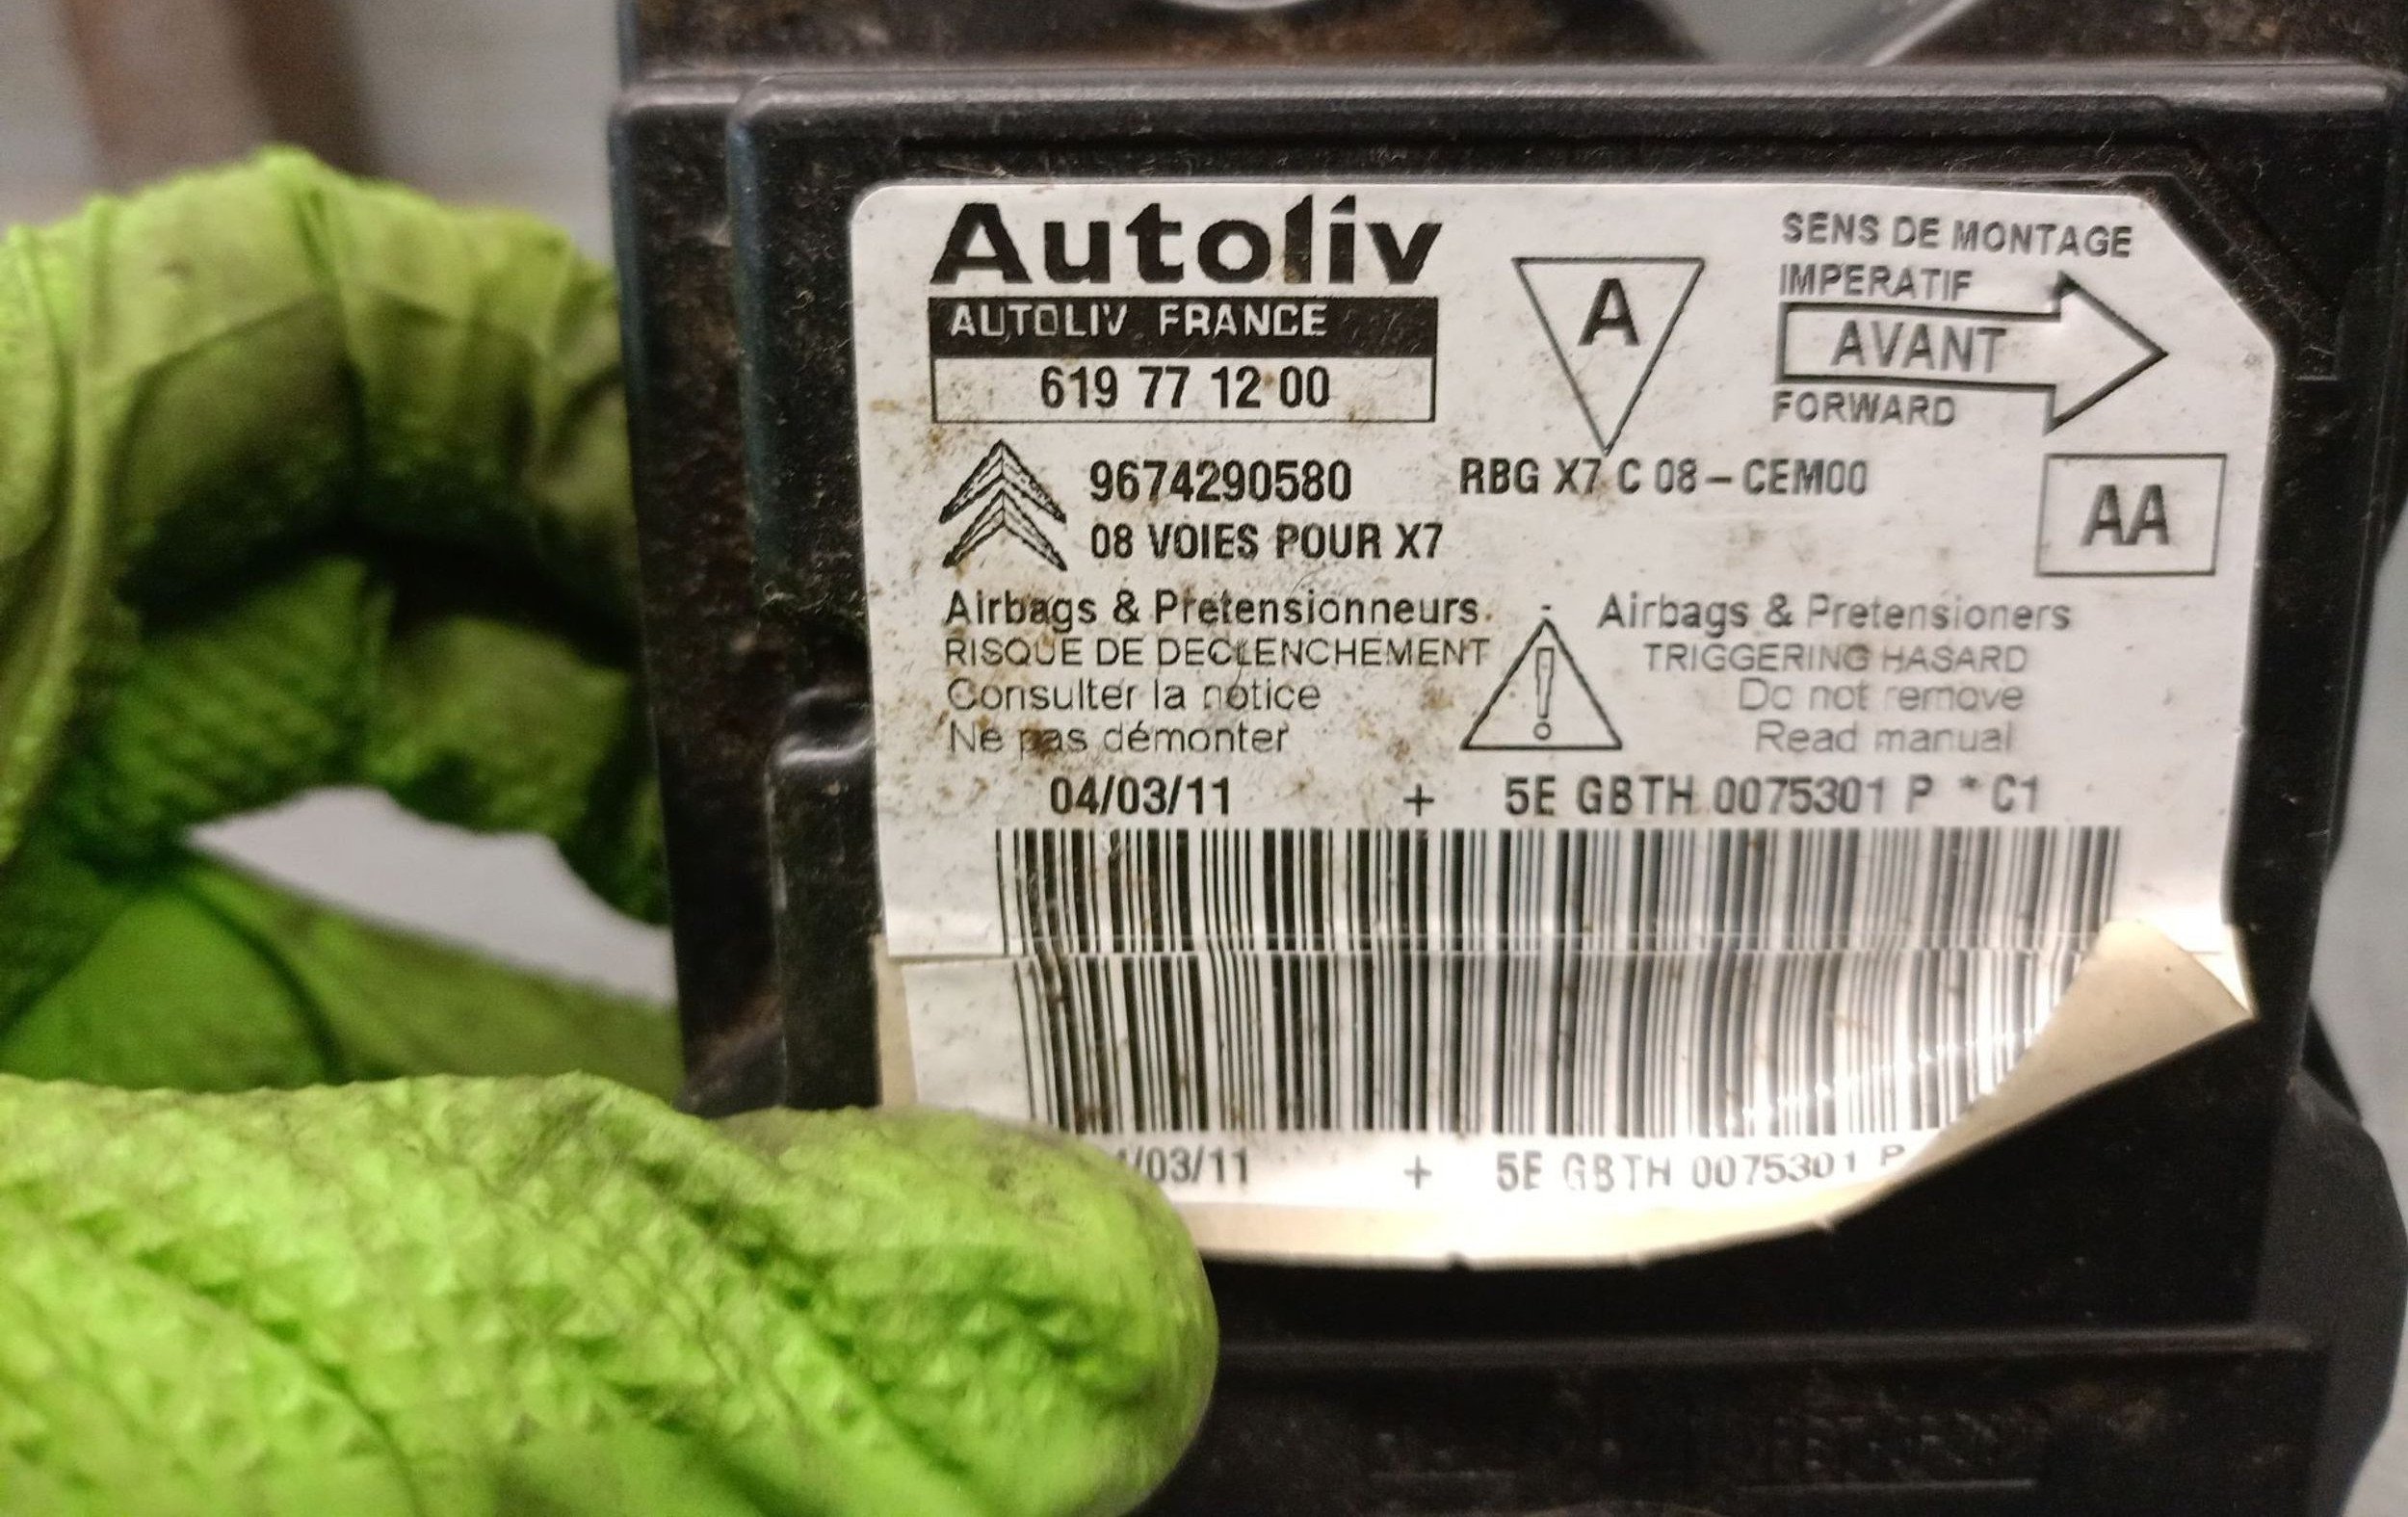 Autoliv
AUTOLIV FRANCE
619 77 12 00
A
SENS DE MONTAGE
IMPERATIF
AVANT
FORWARD
9674290580
RBG X7 C 08 – CEM00
08 VOIES POUR X7
AA
Airbags & Pretensionneurs
RISQUE DE DECLENCHEMENT
Consulter la notice
Ne pas démonter
!
Airbags & Pretensioners
TRIGGERING HASARD
Do not remove
Read manual
04/03/11 + 5E GBTH 0075301 P * C1
/03/11 + 5E GBTH 0075301 P